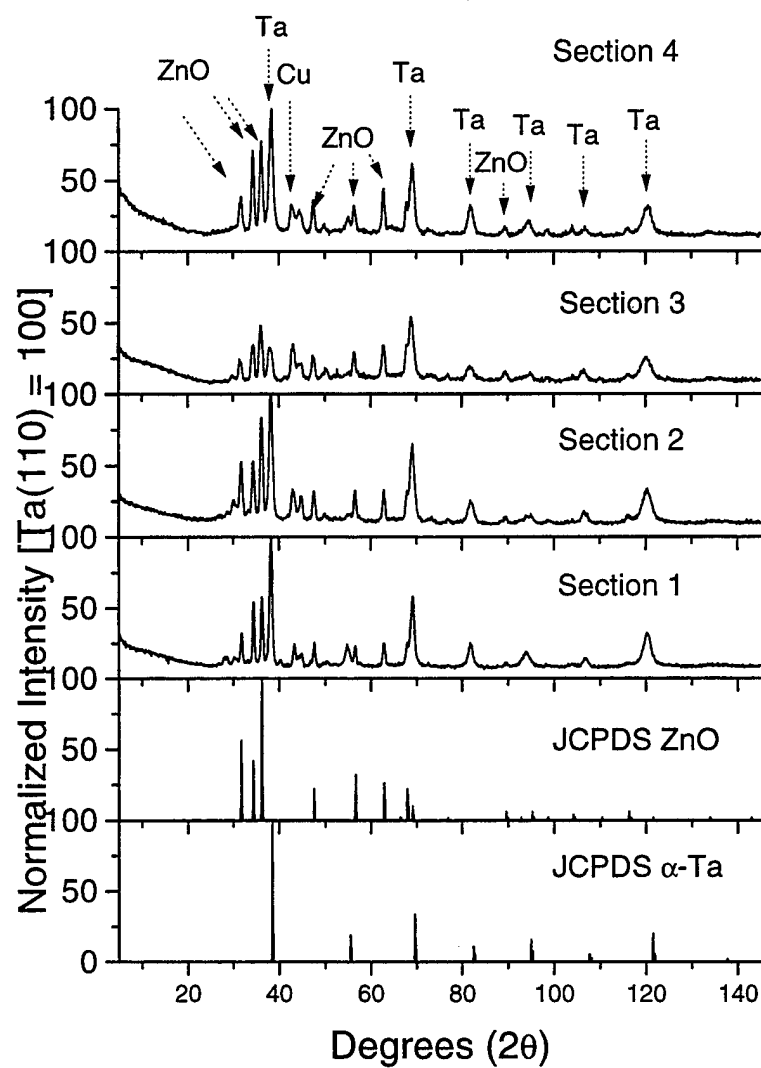 Ta
Section 4
ZnO
Cu
Ta
ZnO
Ta
Ta
Ta
Ta
ZnO
100
50
100
Section 3
50
100
Section 2
50
100
Section 1
50
100
JCPDS ZnO
50
100
JCPDS α-Ta
50
0
20 40 60 80 100 120 140
Degrees (2θ)
Normalized Intensity [Ta(110) = 100]